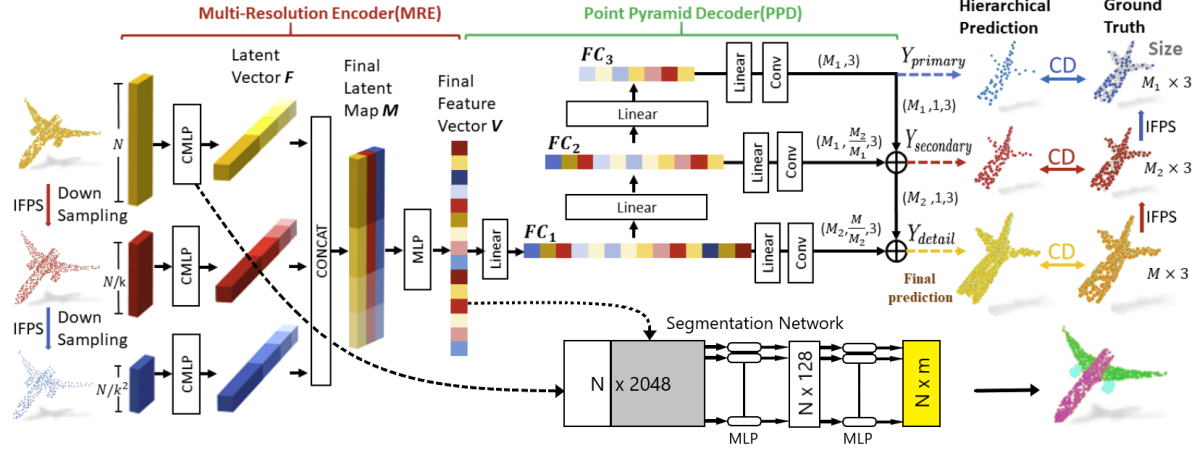 Multi-Resolution Encoder(MRE)
Point Pyramid Decoder(PPD)
Hierarchical
Prediction
Ground
Truth
Size
Latent
Vector F
Final
Latent
Map M
Final
Feature
Vector V
N
CMLP
IFPS
Down
Sampling
N/k
CMLP
IFPS
Down
Sampling
N/k²
CMLP
CONCAT
MLP
Linear
FC₁
Linear
FC₂
Linear
FC₃
Linear
Conv
(M₁,3)
Y_primary
CD
M₁ × 3
(M₁,1,3)
IFPS
Linear
Conv
(M₁, M₂/M₁, 3)
Y_secondary
CD
M₂ × 3
(M₂,1,3)
IFPS
Linear
Conv
(M₂, M/M₂, 3)
Y_detail
CD
M × 3
Final
prediction
Segmentation Network
N x 2048
MLP
N x 128
MLP
N x m